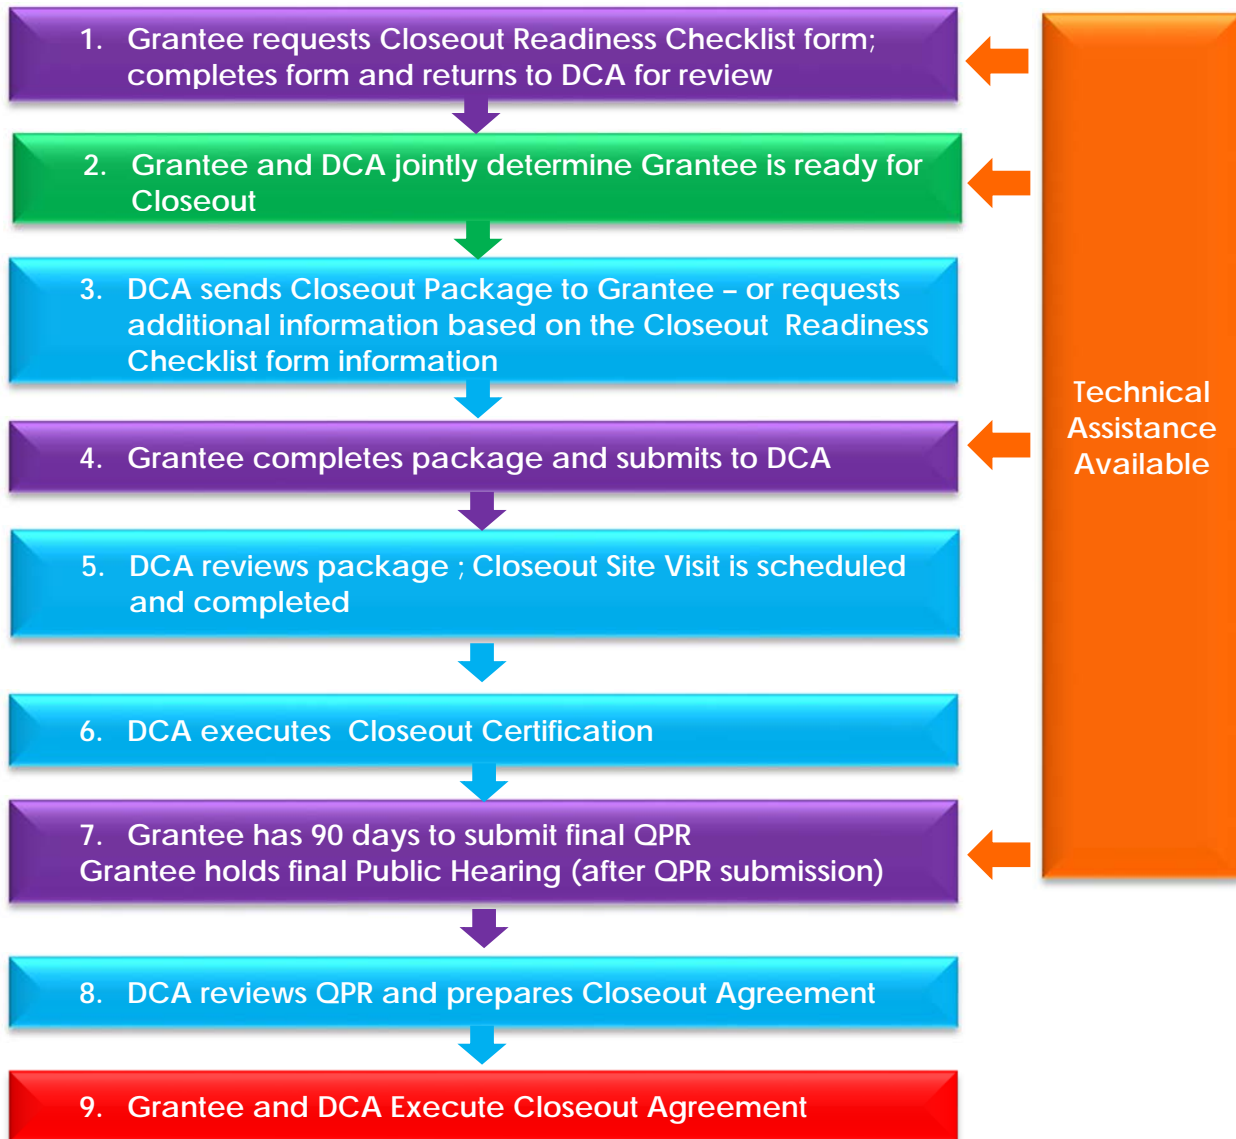 1. Grantee requests Closeout Readiness Checklist form;
completes form and returns to DCA for review
2. Grantee and DCA jointly determine Grantee is ready for
Closeout
3. DCA sends Closeout Package to Grantee – or requests
additional information based on the Closeout Readiness
Checklist form information
4. Grantee completes package and submits to DCA
5. DCA reviews package ; Closeout Site Visit is scheduled
and completed
6. DCA executes Closeout Certification
7. Grantee has 90 days to submit final QPR
Grantee holds final Public Hearing (after QPR submission)
8. DCA reviews QPR and prepares Closeout Agreement
9. Grantee and DCA Execute Closeout Agreement
Technical
Assistance
Available